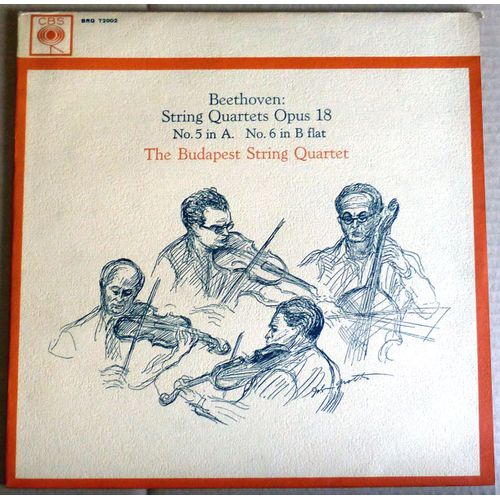 CBS
BRG 72002
Beethoven:
String Quartets Opus 18
No. 5 in A. No. 6 in B flat
The Budapest String Quartet